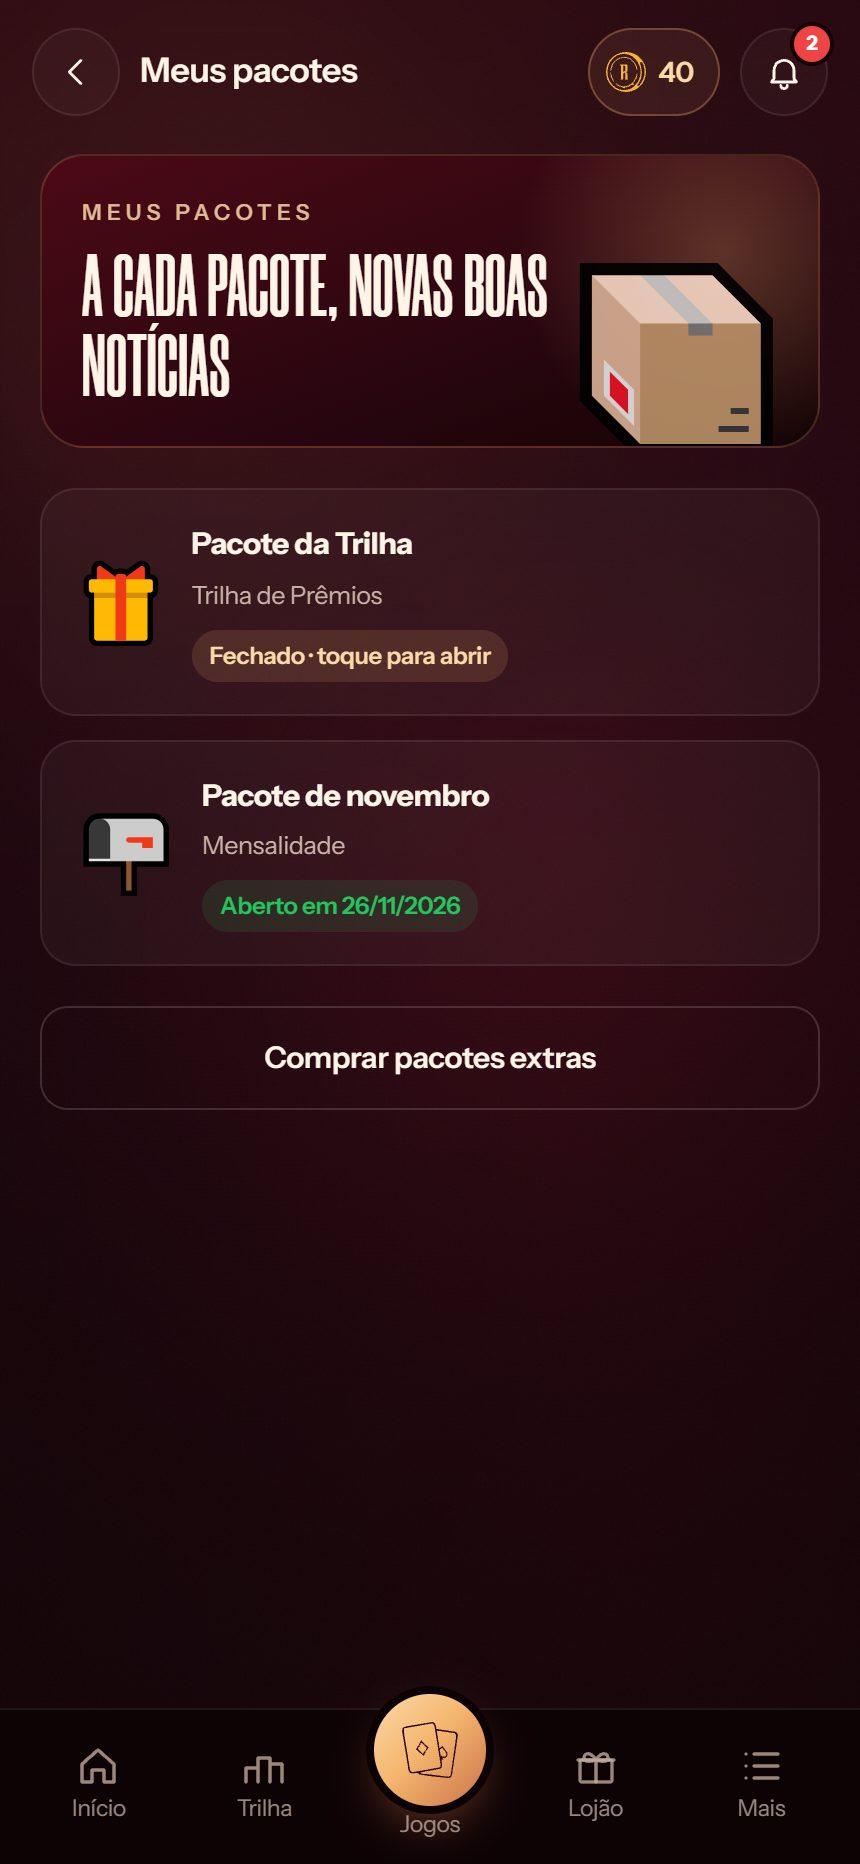 Meus pacotes
R 40
2
MEUS PACOTES
A CADA PACOTE, NOVAS BOAS
NOTÍCIAS
Pacote da Trilha
Trilha de Prêmios
Fechado · toque para abrir
Pacote de novembro
Mensalidade
Aberto em 26/11/2026
Comprar pacotes extras
Início
Trilha
Jogos
Lojão
Mais